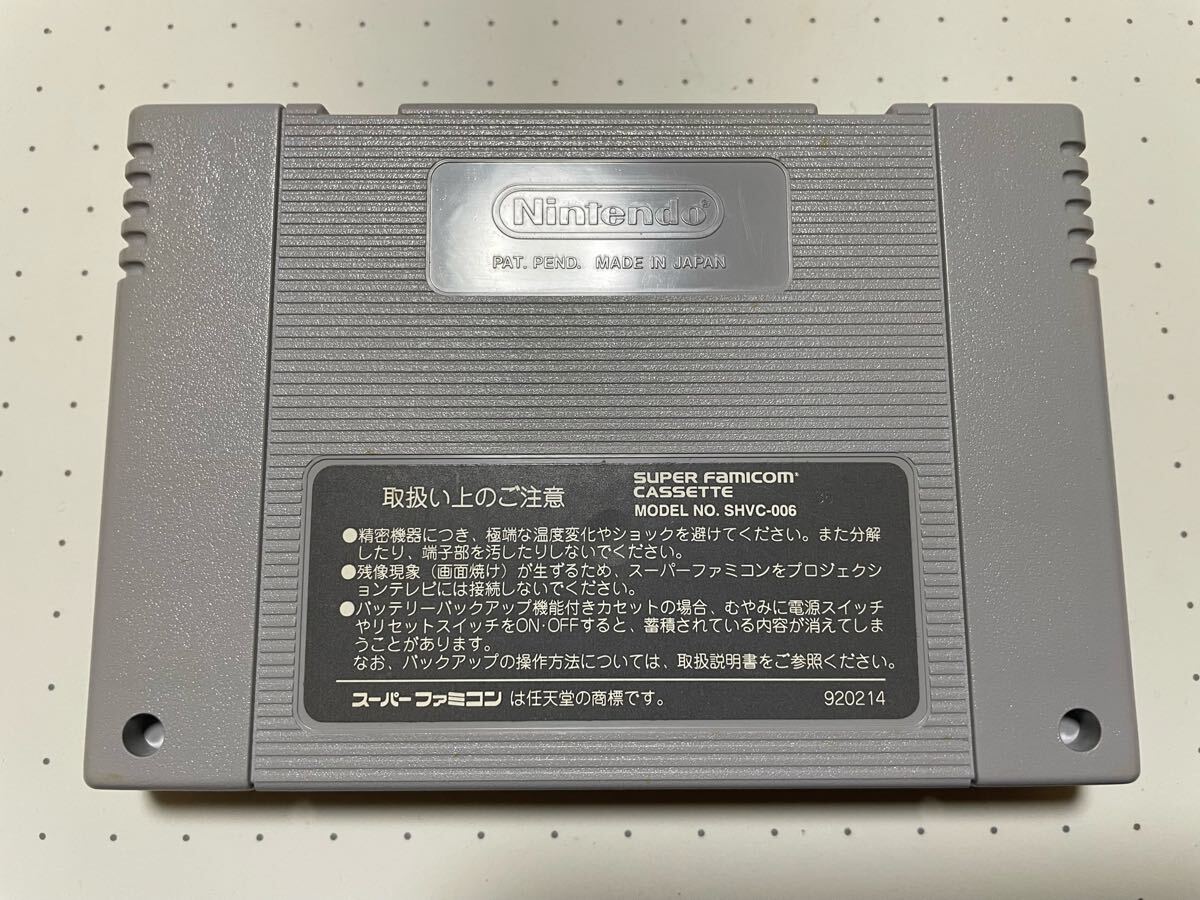 Nintendo®
PAT. PEND. MADE IN JAPAN
取扱い上のご注意
SUPER FAMICOM®
CASSETTE
MODEL NO. SHVC-006
●精密機器につき、極端な温度変化やショックを避けてください。また分解
したり、端子部を汚したりしないでください。
●残像現象（画面焼け）が生ずるため、スーパーファミコンをプロジェクシ
ョンテレビには接続しないでください。
●バッテリーバックアップ機能付きカセットの場合、むやみに電源スイッチ
やリセットスイッチをON・OFFすると、蓄積されている内容が消えてしま
うことがあります。
なお、バックアップの操作方法については、取扱説明書をご参照ください。
スーパーファミコンは任天堂の商標です。 920214